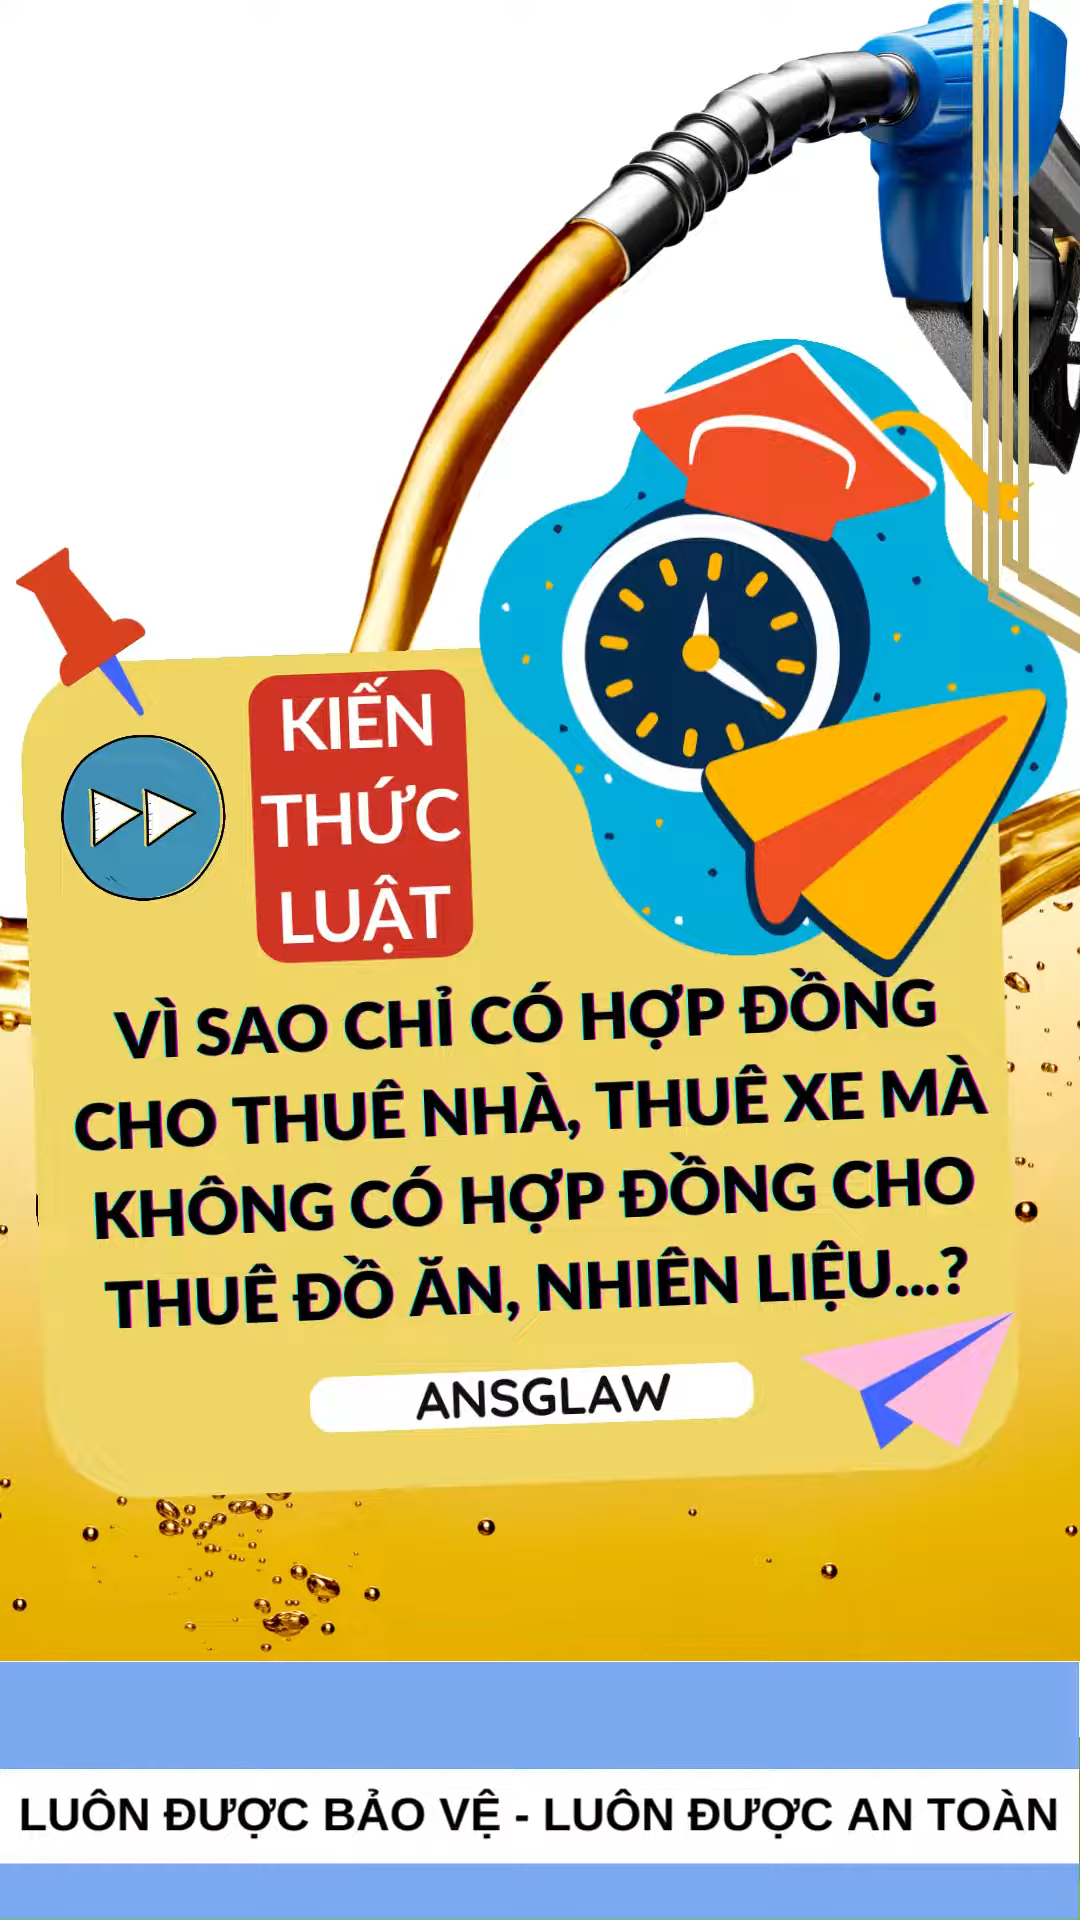 KIẾN
THỨC
LUẬT
VÌ SAO CHỈ CÓ HỢP ĐỒNG
CHO THUÊ NHÀ, THUÊ XE MÀ
KHÔNG CÓ HỢP ĐỒNG CHO
THUÊ ĐỒ ĂN, NHIÊN LIỆU...?
ANSGLAW
LUÔN ĐƯỢC BẢO VỆ - LUÔN ĐƯỢC AN TOÀN